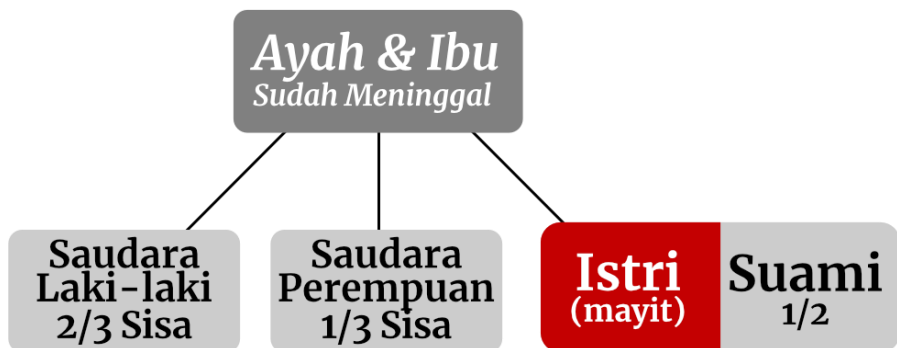 Ayah & Ibu
Sudah Meninggal
Saudara
Laki-laki
2/3 Sisa
Saudara
Perempuan
1/3 Sisa
Istri
(mayit)
Suami
1/2